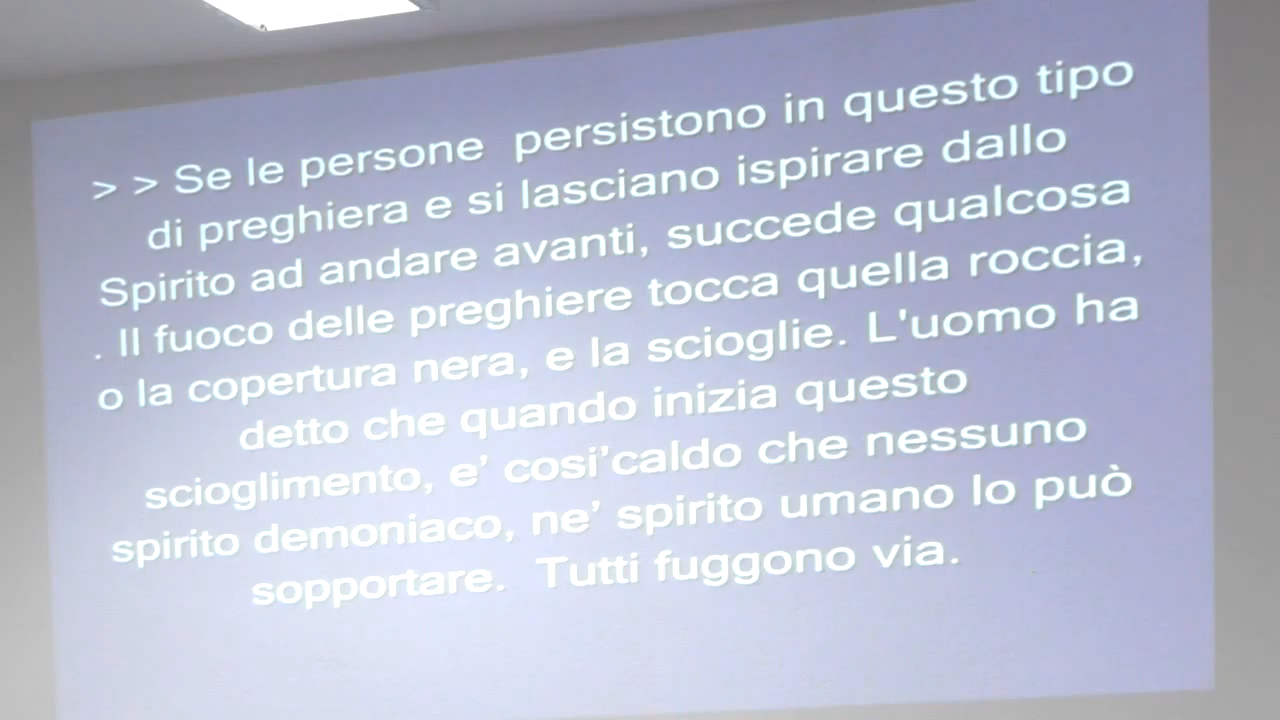 > > Se le persone  persistono in questo tipo
di preghiera e si lasciano ispirare dallo
Spirito ad andare avanti, succede qualcosa
. Il fuoco delle preghiere tocca quella roccia,
o la copertura nera, e la scioglie. L'uomo ha
detto che quando inizia questo
scioglimento, e’ cosi’caldo che nessuno
spirito demoniaco, ne’ spirito umano lo può
sopportare.  Tutti fuggono via.